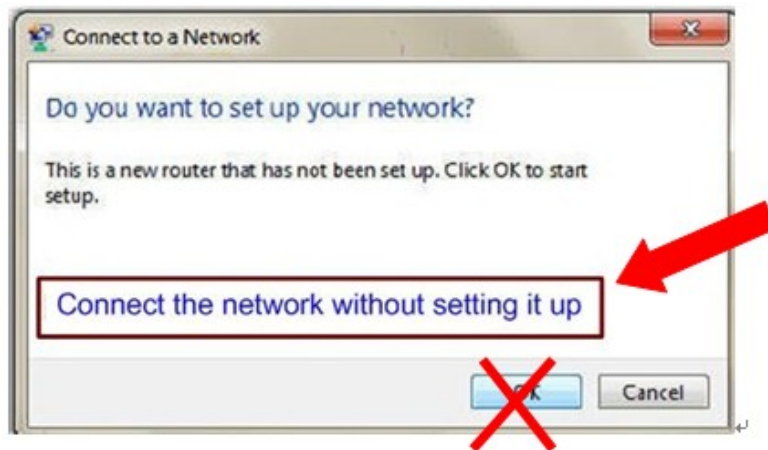 Connect to a Network
Do you want to set up your network?
This is a new router that has not been set up. Click OK to start
setup.
Connect the network without setting it up
OK Cancel